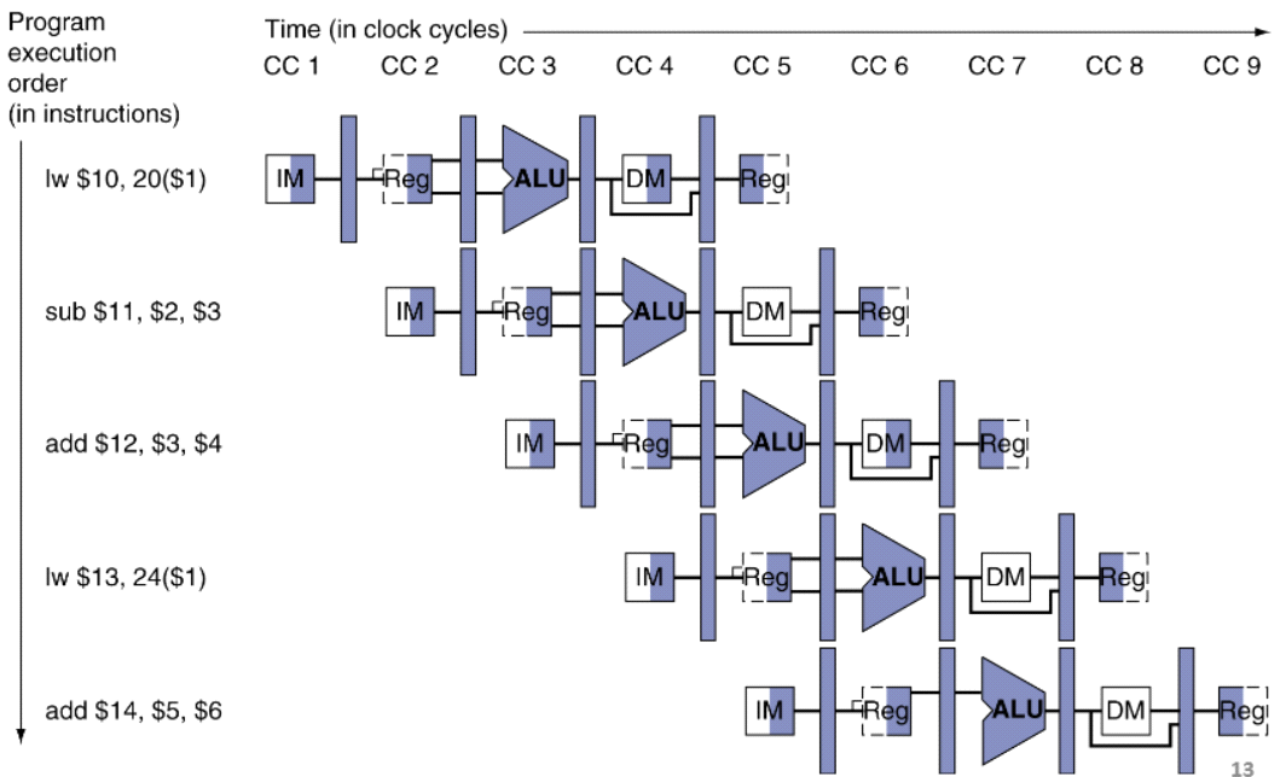 Program
execution
order
(in instructions)
Time (in clock cycles)
CC 1 CC 2 CC 3 CC 4 CC 5 CC 6 CC 7 CC 8 CC 9
lw $10, 20($1) IM Reg ALU DM Reg
sub $11, $2, $3 IM Reg ALU DM Reg
add $12, $3, $4 IM Reg ALU DM Reg
lw $13, 24($1) IM Reg ALU DM Reg
add $14, $5, $6 IM Reg ALU DM Reg
13